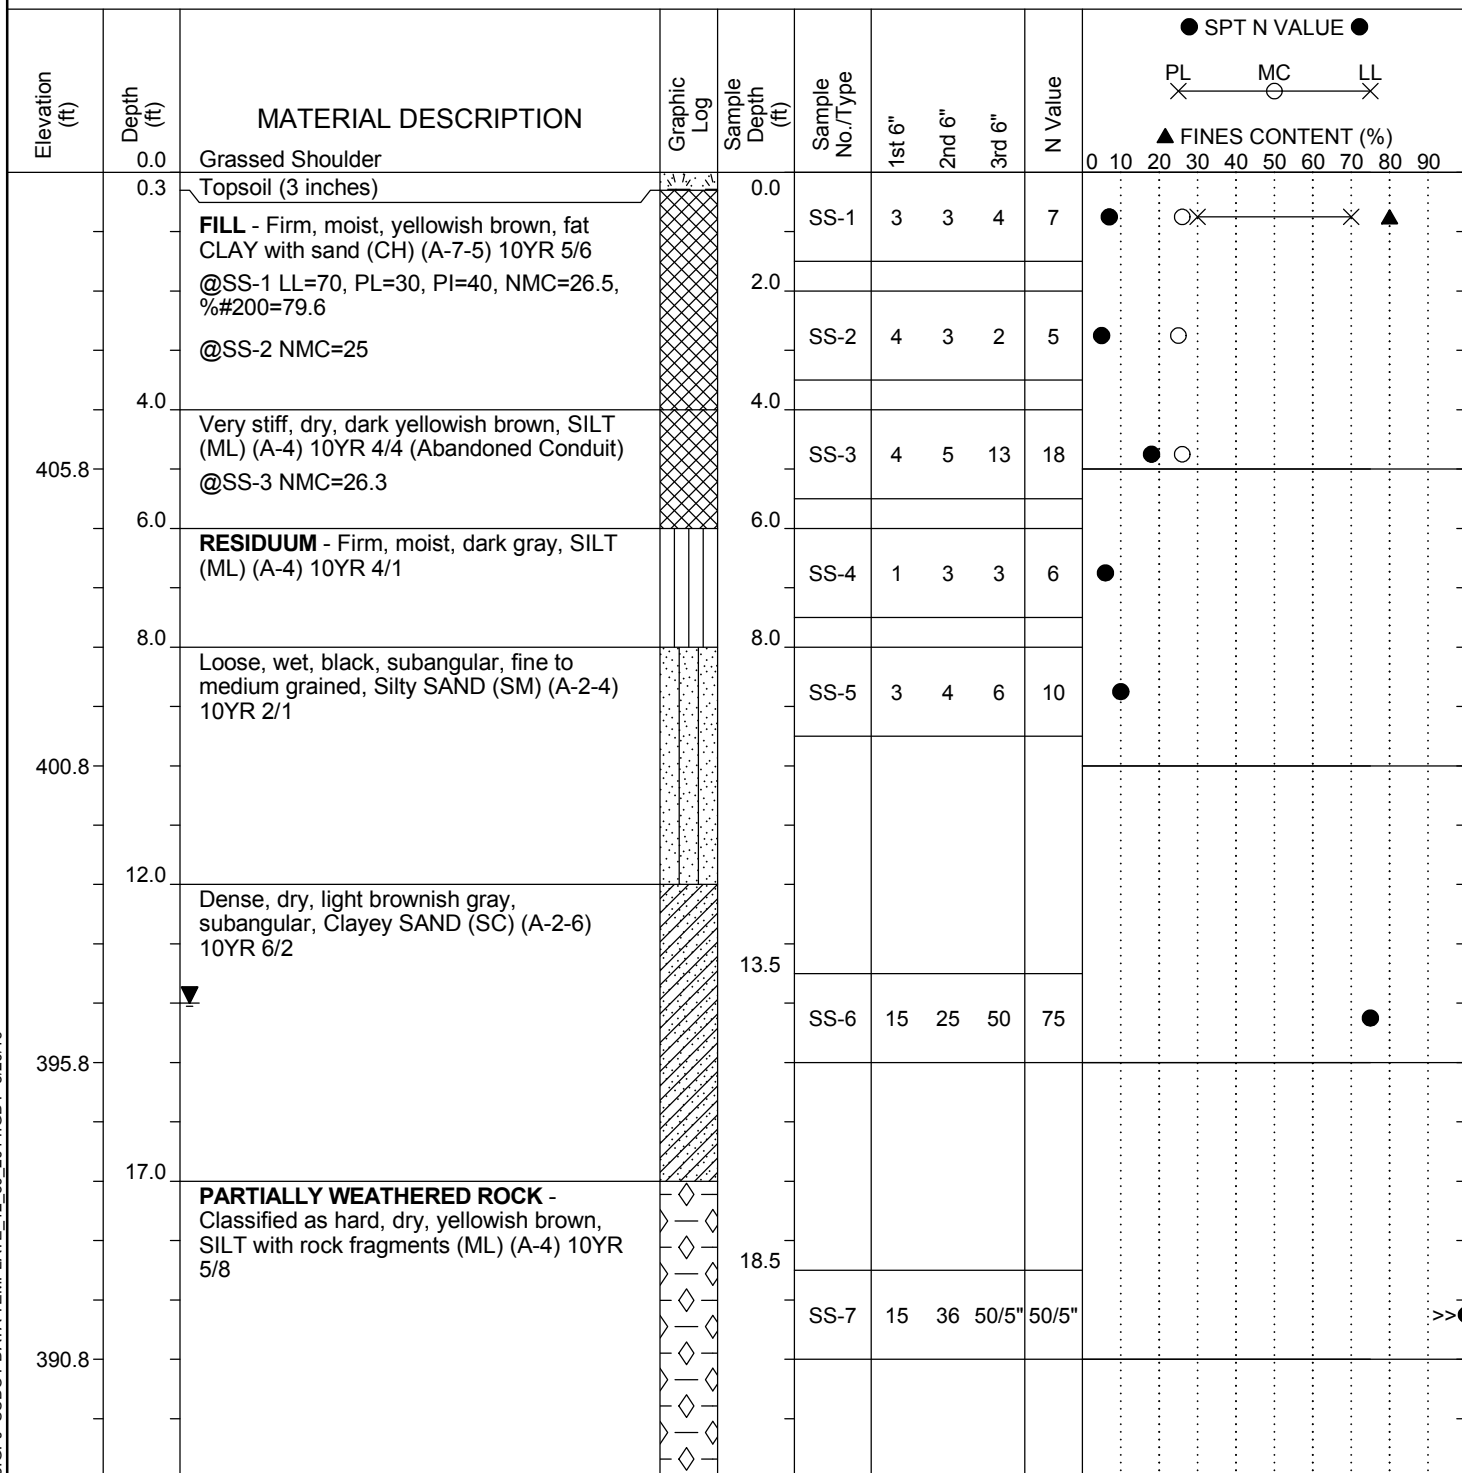 ● SPT N VALUE ●
PL MC LL
▲ FINES CONTENT (%)
0 10 20 30 40 50 60 70 80 90
Elevation (ft)
Depth (ft)
MATERIAL DESCRIPTION
Graphic Log
Sample Depth (ft)
Sample No./Type
1st 6"
2nd 6"
3rd 6"
N Value
0.0 Grassed Shoulder
0.3 Topsoil (3 inches) 0.0
FILL - Firm, moist, yellowish brown, fat
CLAY with sand (CH) (A-7-5) 10YR 5/6
SS-1 3 3 4 7
@SS-1 LL=70, PL=30, PI=40, NMC=26.5,
%#200=79.6
2.0
@SS-2 NMC=25
SS-2 4 3 2 5
4.0 4.0
Very stiff, dry, dark yellowish brown, SILT
(ML) (A-4) 10YR 4/4 (Abandoned Conduit)
SS-3 4 5 13 18
405.8
@SS-3 NMC=26.3
6.0 6.0
RESIDUUM - Firm, moist, dark gray, SILT
(ML) (A-4) 10YR 4/1
SS-4 1 3 3 6
8.0 8.0
Loose, wet, black, subangular, fine to
medium grained, Silty SAND (SM) (A-2-4)
10YR 2/1
SS-5 3 4 6 10
400.8
12.0
Dense, dry, light brownish gray,
subangular, Clayey SAND (SC) (A-2-6)
10YR 6/2
13.5
SS-6 15 25 50 75
395.8
17.0
PARTIALLY WEATHERED ROCK -
Classified as hard, dry, yellowish brown,
SILT with rock fragments (ML) (A-4) 10YR
5/8
18.5
SS-7 15 36 50/5" 50/5" >>
390.8